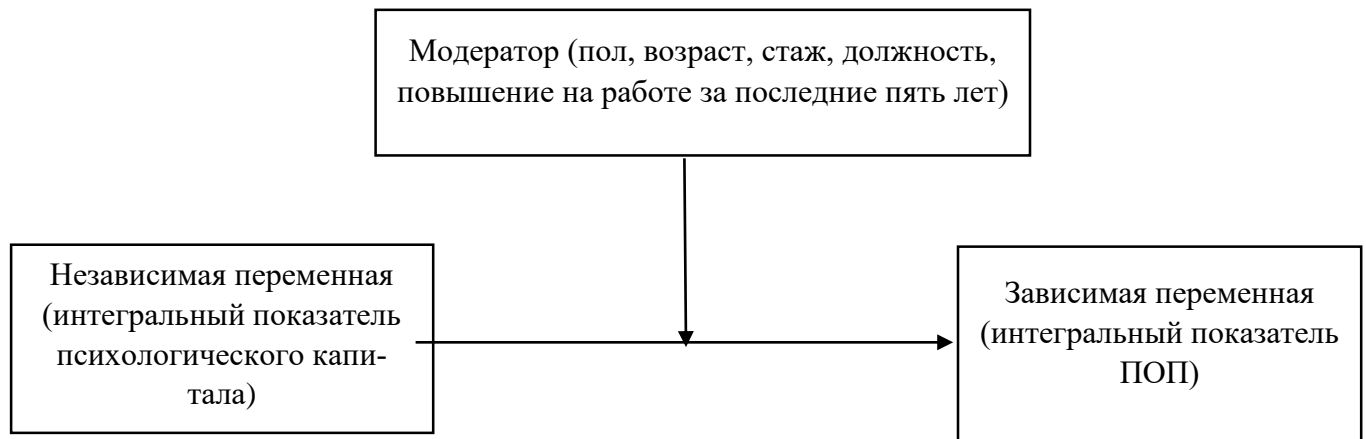 Модератор (пол, возраст, стаж, должность,
повышение на работе за последние пять лет)
Независимая переменная
(интегральный показатель
психологического капи-
тала)
Зависимая переменная
(интегральный показатель
ПОП)